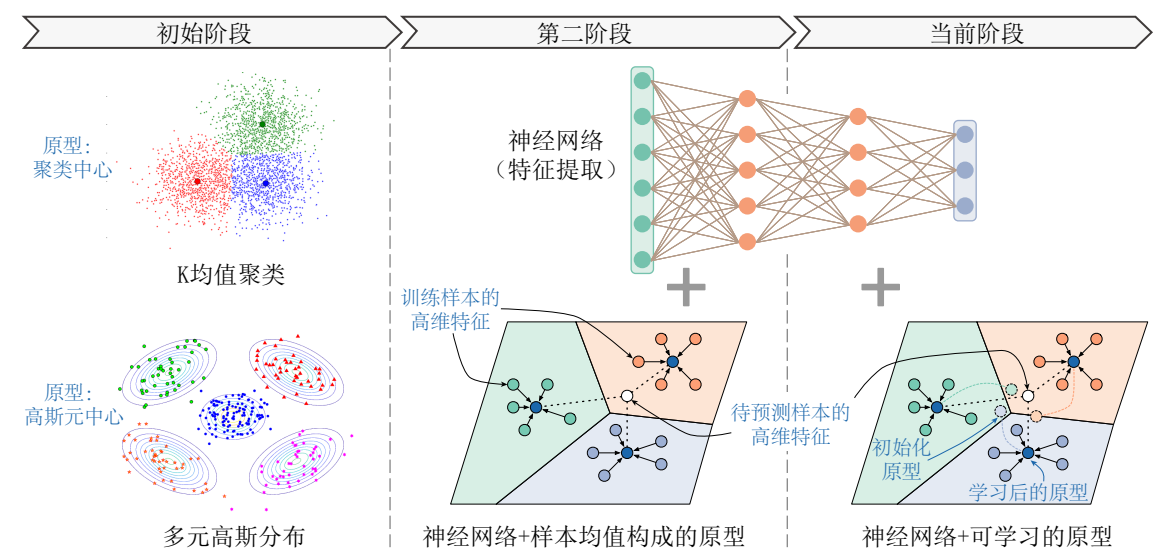 初始阶段
第二阶段
当前阶段
原型:
聚类中心
K均值聚类
原型:
高斯元中心
多元高斯分布
神经网络
（特征提取）
训练样本的
高维特征
待预测样本的
高维特征
初始化
原型
学习后的原型
神经网络+样本均值构成的原型
神经网络+可学习的原型